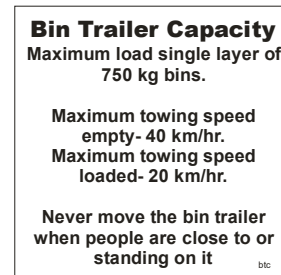 Bin Trailer Capacity
Maximum load single layer of
750 kg bins.
Maximum towing speed
empty- 40 km/hr.
Maximum towing speed
loaded- 20 km/hr.
Never move the bin trailer
when people are close to or
standing on it
btc